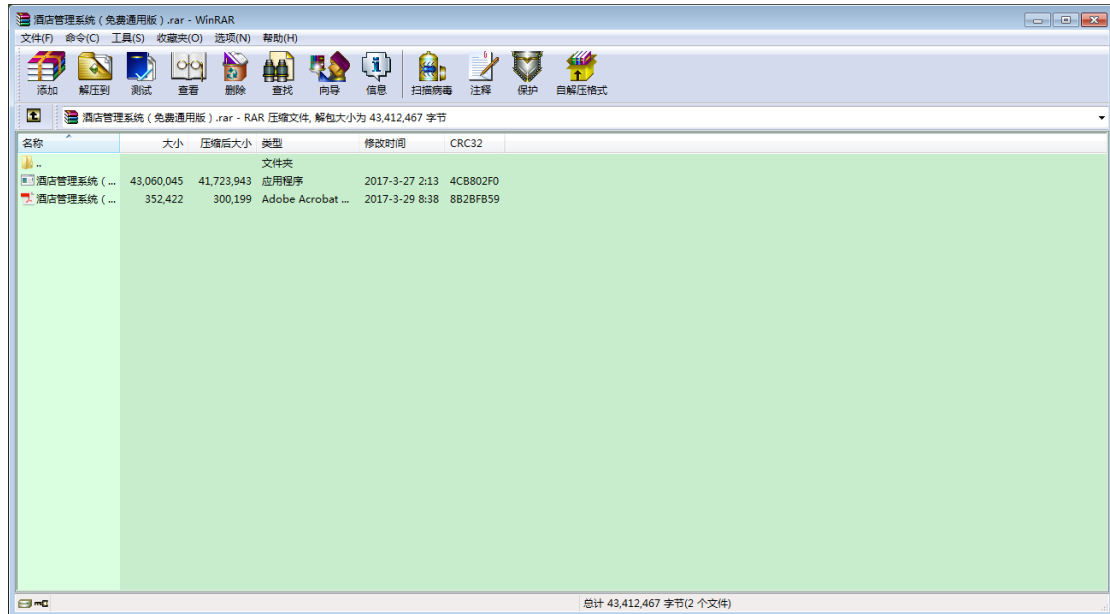 酒店管理系统（免费通用版）.rar - WinRAR
文件(F) 命令(C) 工具(S) 收藏夹(O) 选项(N) 帮助(H)
添加 解压到 测试 查看 删除 查找 向导 信息 扫描病毒 注释 保护 自解压格式
酒店管理系统（免费通用版）.rar - RAR 压缩文件, 解包大小为 43,412,467 字节
名称 大小 压缩后大小 类型 修改时间 CRC32
.. 文件夹
酒店管理系统（... 43,060,045 41,723,943 应用程序 2017-3-27 2:13 4CB802F0
酒店管理系统（... 352,422 300,199 Adobe Acrobat ... 2017-3-29 8:38 8B2BFB59
总计 43,412,467 字节(2 个文件)